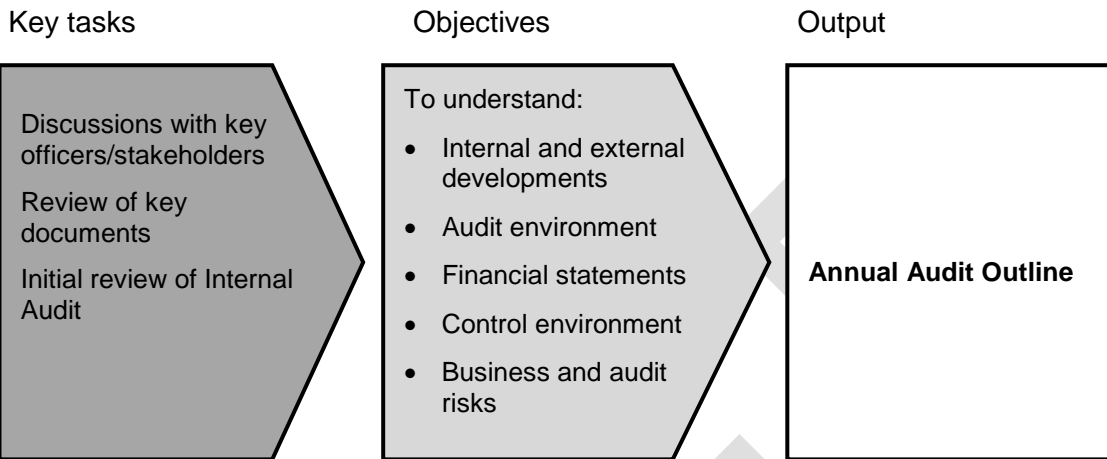 Key tasks
Objectives
Output
Discussions with key
officers/stakeholders
Review of key
documents
Initial review of Internal
Audit
To understand:
• Internal and external
developments
• Audit environment
• Financial statements
• Control environment
• Business and audit
risks
Annual Audit Outline